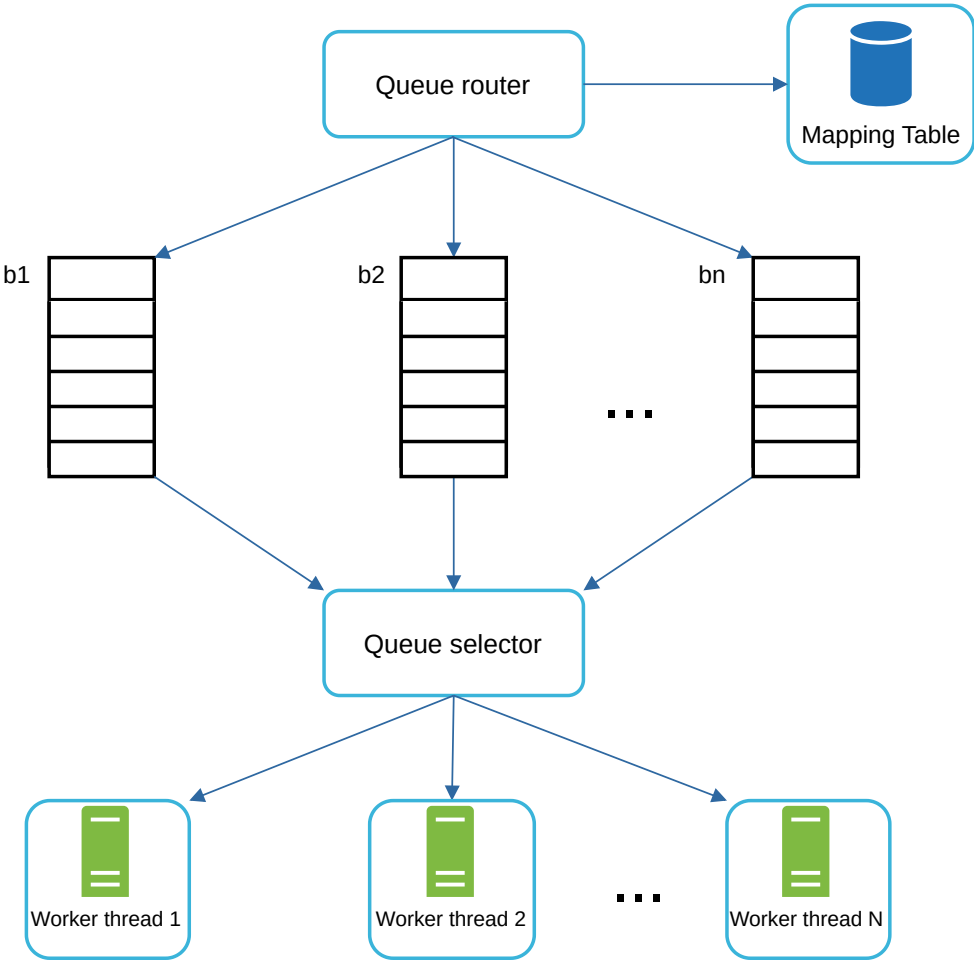 Queue router
Mapping Table
b1
b2
bn
...
Queue selector
Worker thread 1
Worker thread 2
...
Worker thread N